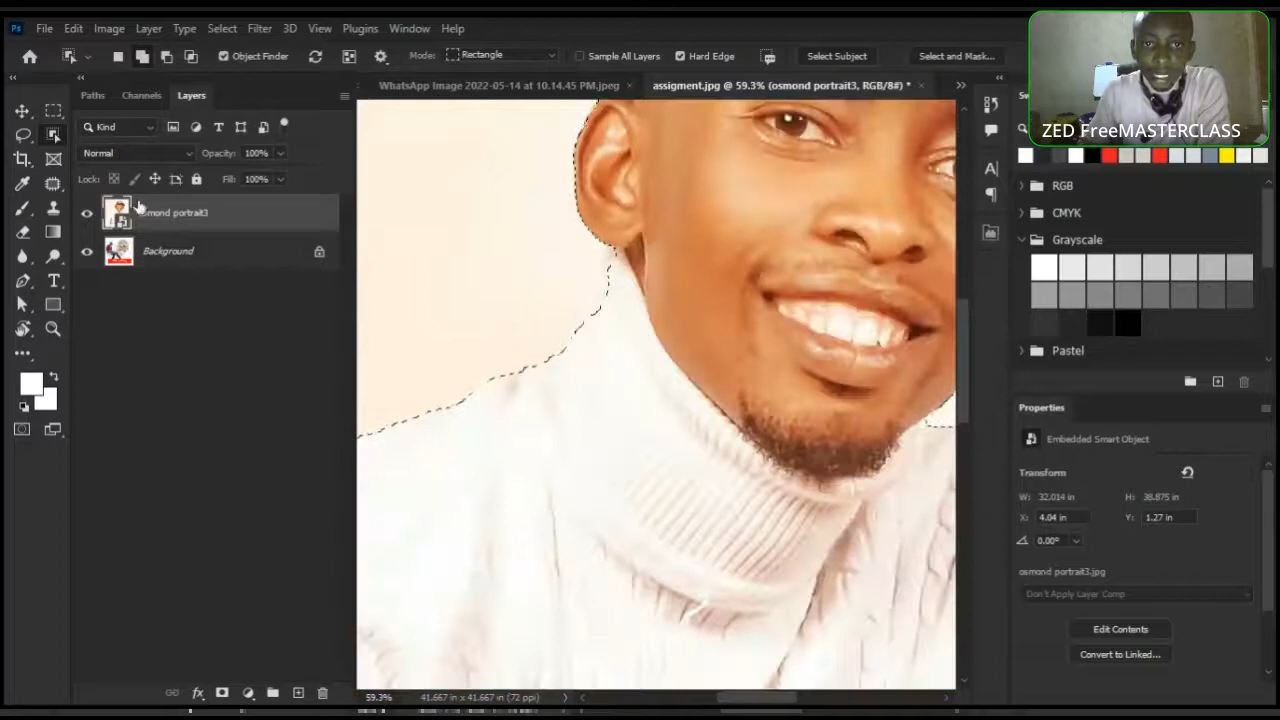 Ps File Edit Image Layer Type Select Filter 3D View Plugins Window Help
Object Finder Mode: Rectangle Sample All Layers Hard Edge Select Subject Select and Mask...
ZED FreeMASTERCLASS
Paths Channels Layers
WhatsApp Image 2022-05-14 at 10.14.45 PM.jpeg × assigment.jpg @ 59.3% (osmond portrait3, RGB/8#) * ×
Kind
Normal Opacity: 100%
Lock: Fill: 100%
osmond portrait3
Background
RGB
CMYK
Grayscale
Pastel
Properties
Embedded Smart Object
Transform
W: 32.014 in H: 38.875 in
X: 4.04 in Y: 1.27 in
0.00°
osmond portrait3.jpg
Don't Apply Layer Comp
Edit Contents
Convert to Linked...
59.3% 41.667 in x 41.667 in (72 ppi)